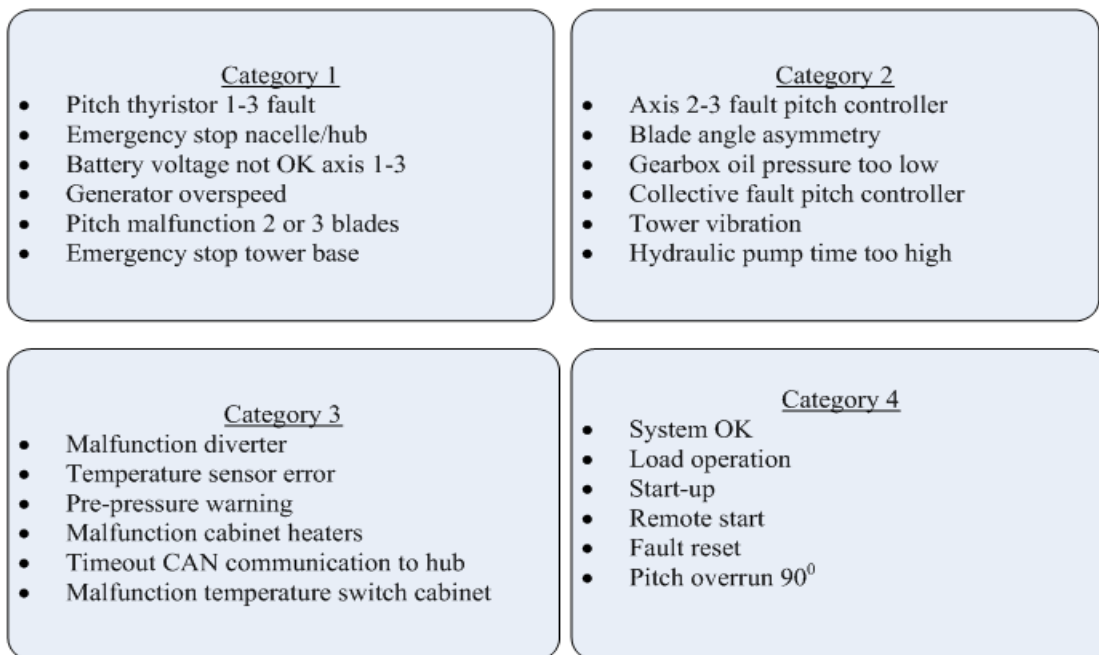 Category 1
• Pitch thyristor 1-3 fault
• Emergency stop nacelle/hub
• Battery voltage not OK axis 1-3
• Generator overspeed
• Pitch malfunction 2 or 3 blades
• Emergency stop tower base
Category 2
• Axis 2-3 fault pitch controller
• Blade angle asymmetry
• Gearbox oil pressure too low
• Collective fault pitch controller
• Tower vibration
• Hydraulic pump time too high
Category 3
• Malfunction diverter
• Temperature sensor error
• Pre-pressure warning
• Malfunction cabinet heaters
• Timeout CAN communication to hub
• Malfunction temperature switch cabinet
Category 4
• System OK
• Load operation
• Start-up
• Remote start
• Fault reset
• Pitch overrun 90⁰